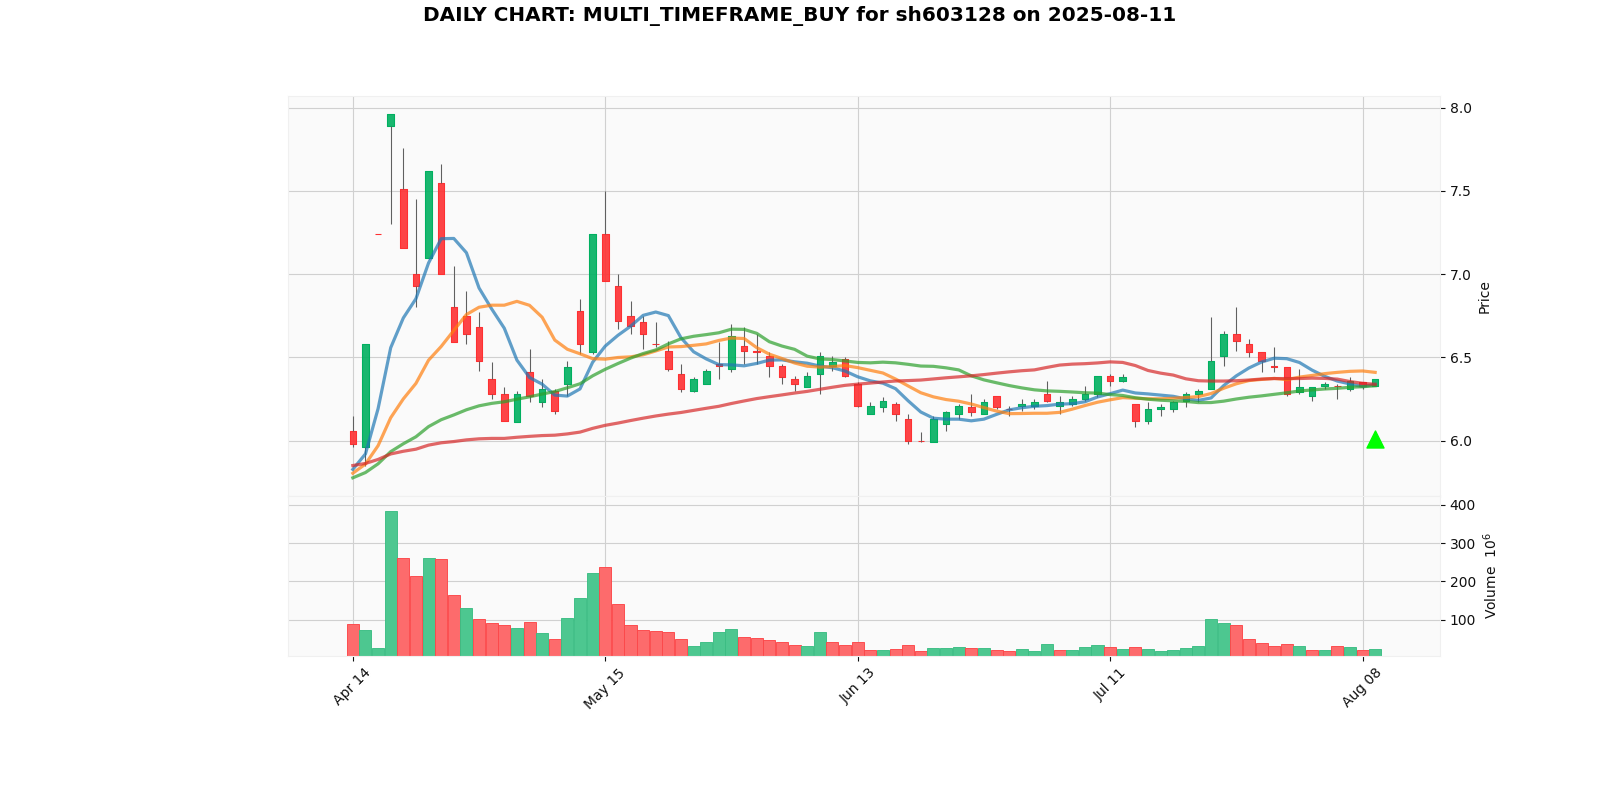 DAILY CHART: MULTI_TIMEFRAME_BUY for sh603128 on 2025-08-11
8.0
7.5
7.0
6.5
6.0
Price
400
300
200
100
Volume 10⁶
Apr 14
May 15
Jun 13
Jul 11
Aug 08